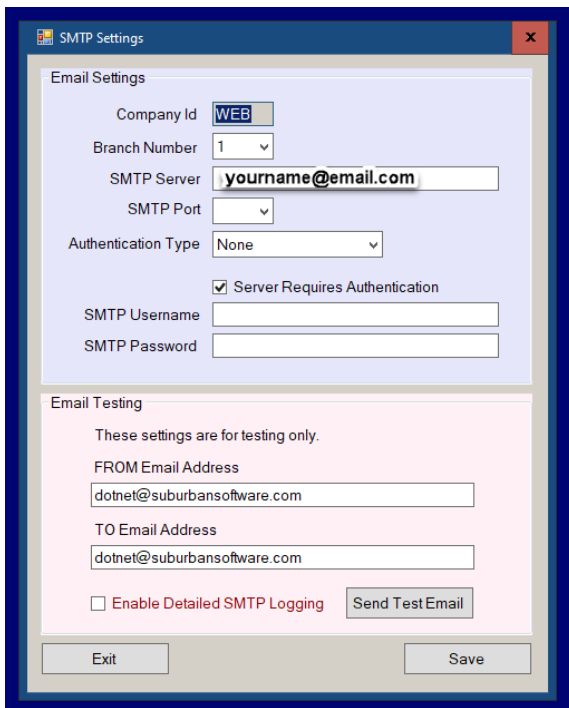 SMTP Settings
x
Email Settings
Company Id WEB
Branch Number 1
SMTP Server yourname@email.com
SMTP Port
Authentication Type None
Server Requires Authentication
SMTP Username
SMTP Password
Email Testing
These settings are for testing only.
FROM Email Address
dotnet@suburbansoftware.com
TO Email Address
dotnet@suburbansoftware.com
Enable Detailed SMTP Logging Send Test Email
Exit Save